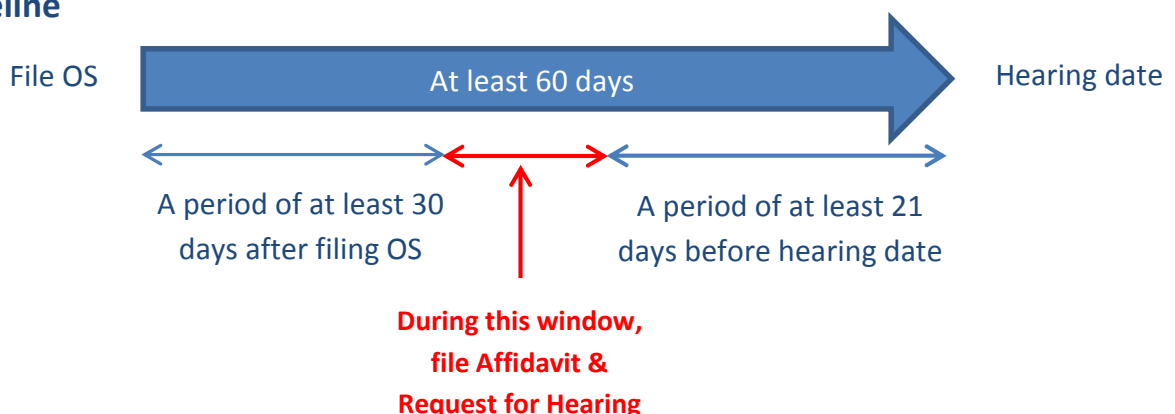 eline
File OS
At least 60 days
Hearing date
A period of at least 30
days after filing OS
A period of at least 21
days before hearing date
During this window,
file Affidavit &
Request for Hearing